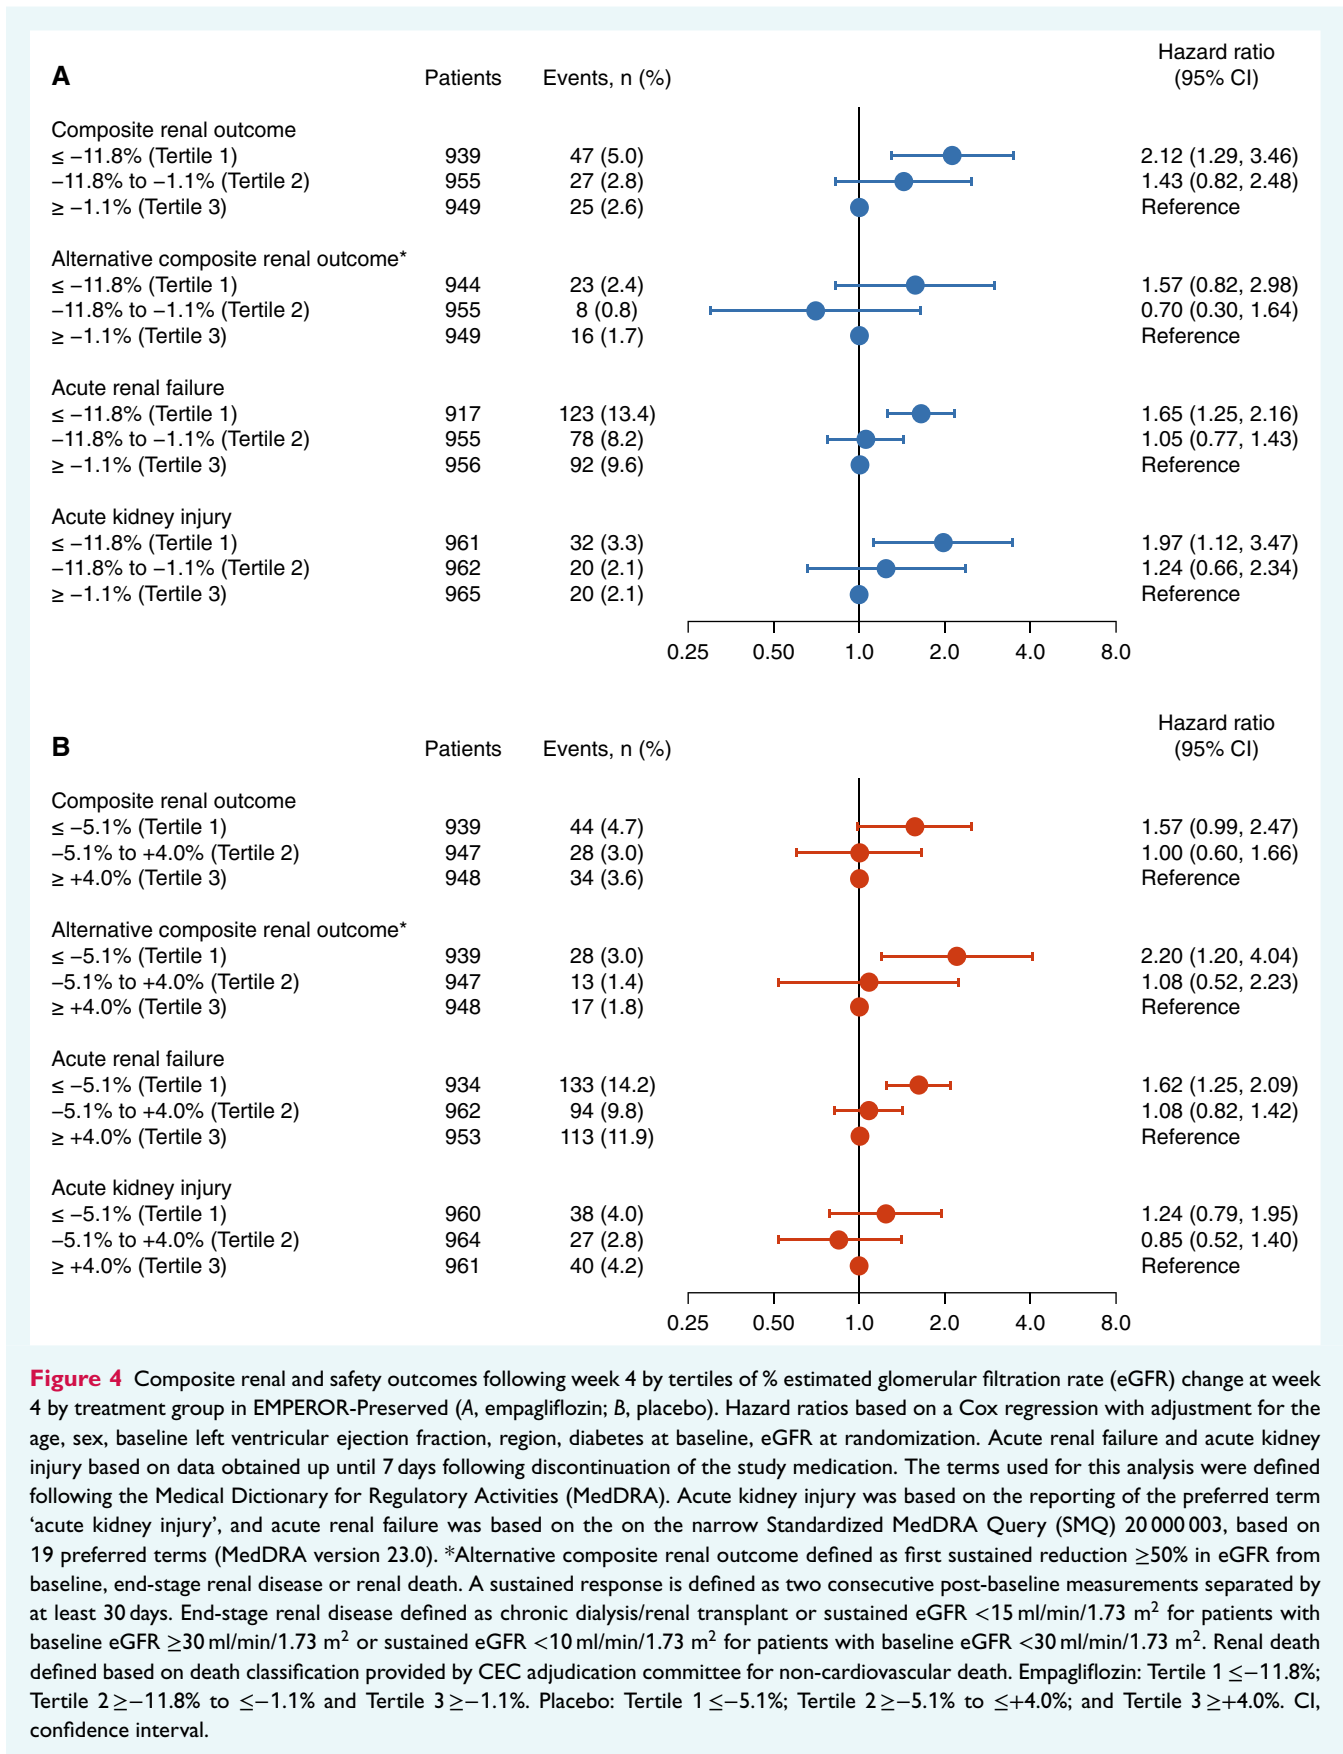 Hazard ratio
A Patients Events, n (%) (95% CI)
Composite renal outcome
≤ −11.8% (Tertile 1) 939 47 (5.0) 2.12 (1.29, 3.46)
−11.8% to −1.1% (Tertile 2) 955 27 (2.8) 1.43 (0.82, 2.48)
≥ −1.1% (Tertile 3) 949 25 (2.6) Reference
Alternative composite renal outcome*
≤ −11.8% (Tertile 1) 944 23 (2.4) 1.57 (0.82, 2.98)
−11.8% to −1.1% (Tertile 2) 955 8 (0.8) 0.70 (0.30, 1.64)
≥ −1.1% (Tertile 3) 949 16 (1.7) Reference
Acute renal failure
≤ −11.8% (Tertile 1) 917 123 (13.4) 1.65 (1.25, 2.16)
−11.8% to −1.1% (Tertile 2) 955 78 (8.2) 1.05 (0.77, 1.43)
≥ −1.1% (Tertile 3) 956 92 (9.6) Reference
Acute kidney injury
≤ −11.8% (Tertile 1) 961 32 (3.3) 1.97 (1.12, 3.47)
−11.8% to −1.1% (Tertile 2) 962 20 (2.1) 1.24 (0.66, 2.34)
≥ −1.1% (Tertile 3) 965 20 (2.1) Reference
0.25 0.50 1.0 2.0 4.0 8.0
Hazard ratio
B Patients Events, n (%) (95% CI)
Composite renal outcome
≤ −5.1% (Tertile 1) 939 44 (4.7) 1.57 (0.99, 2.47)
−5.1% to +4.0% (Tertile 2) 947 28 (3.0) 1.00 (0.60, 1.66)
≥ +4.0% (Tertile 3) 948 34 (3.6) Reference
Alternative composite renal outcome*
≤ −5.1% (Tertile 1) 939 28 (3.0) 2.20 (1.20, 4.04)
−5.1% to +4.0% (Tertile 2) 947 13 (1.4) 1.08 (0.52, 2.23)
≥ +4.0% (Tertile 3) 948 17 (1.8) Reference
Acute renal failure
≤ −5.1% (Tertile 1) 934 133 (14.2) 1.62 (1.25, 2.09)
−5.1% to +4.0% (Tertile 2) 962 94 (9.8) 1.08 (0.82, 1.42)
≥ +4.0% (Tertile 3) 953 113 (11.9) Reference
Acute kidney injury
≤ −5.1% (Tertile 1) 960 38 (4.0) 1.24 (0.79, 1.95)
−5.1% to +4.0% (Tertile 2) 964 27 (2.8) 0.85 (0.52, 1.40)
≥ +4.0% (Tertile 3) 961 40 (4.2) Reference
0.25 0.50 1.0 2.0 4.0 8.0
Figure 4 Composite renal and safety outcomes following week 4 by tertiles of % estimated glomerular filtration rate (eGFR) change at week
4 by treatment group in EMPEROR-Preserved (A, empagliflozin; B, placebo). Hazard ratios based on a Cox regression with adjustment for the
age, sex, baseline left ventricular ejection fraction, region, diabetes at baseline, eGFR at randomization. Acute renal failure and acute kidney
injury based on data obtained up until 7 days following discontinuation of the study medication. The terms used for this analysis were defined
following the Medical Dictionary for Regulatory Activities (MedDRA). Acute kidney injury was based on the reporting of the preferred term
‘acute kidney injury’, and acute renal failure was based on the on the narrow Standardized MedDRA Query (SMQ) 20 000 003, based on
19 preferred terms (MedDRA version 23.0). *Alternative composite renal outcome defined as first sustained reduction ≥50% in eGFR from
baseline, end-stage renal disease or renal death. A sustained response is defined as two consecutive post-baseline measurements separated by
at least 30 days. End-stage renal disease defined as chronic dialysis/renal transplant or sustained eGFR <15 ml/min/1.73 m² for patients with
baseline eGFR ≥30 ml/min/1.73 m² or sustained eGFR <10 ml/min/1.73 m² for patients with baseline eGFR <30 ml/min/1.73 m². Renal death
defined based on death classification provided by CEC adjudication committee for non-cardiovascular death. Empagliflozin: Tertile 1 ≤−11.8%;
Tertile 2 ≥−11.8% to ≤−1.1% and Tertile 3 ≥−1.1%. Placebo: Tertile 1 ≤−5.1%; Tertile 2 ≥−5.1% to ≤+4.0%; and Tertile 3 ≥+4.0%. CI,
confidence interval.